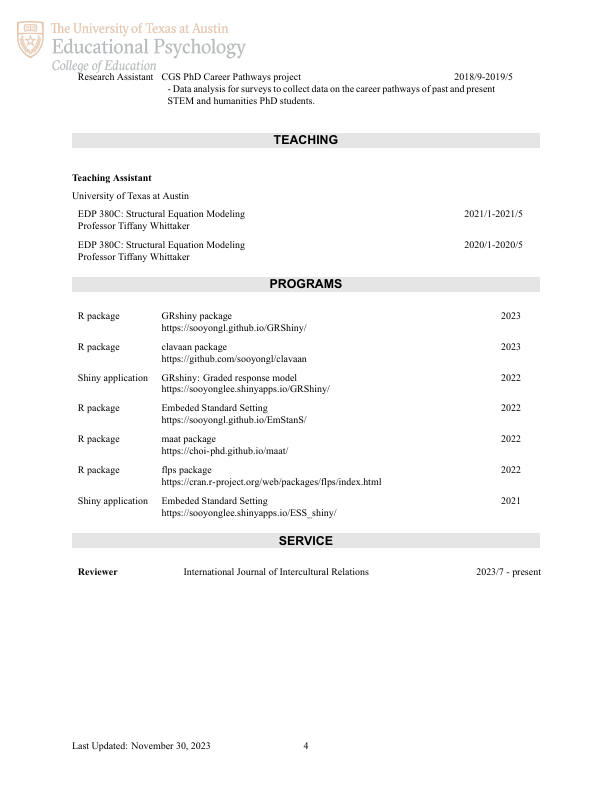 The University of Texas at Austin
Educational Psychology
College of Education
Research Assistant CGS PhD Career Pathways project 2018/9-2019/5
- Data analysis for surveys to collect data on the career pathways of past and present
STEM and humanities PhD students.
TEACHING
Teaching Assistant
University of Texas at Austin
EDP 380C: Structural Equation Modeling 2021/1-2021/5
Professor Tiffany Whittaker
EDP 380C: Structural Equation Modeling 2020/1-2020/5
Professor Tiffany Whittaker
PROGRAMS
R package GRshiny package 2023
https://sooyongl.github.io/GRShiny/
R package clavaan package 2023
https://github.com/sooyongl/clavaan
Shiny application GRshiny: Graded response model 2022
https://sooyonglee.shinyapps.io/GRShiny/
R package Embeded Standard Setting 2022
https://sooyongl.github.io/EmStanS/
R package maat package 2022
https://choi-phd.github.io/maat/
R package flps package 2022
https://cran.r-project.org/web/packages/flps/index.html
Shiny application Embeded Standard Setting 2021
https://sooyonglee.shinyapps.io/ESS_shiny/
SERVICE
Reviewer International Journal of Intercultural Relations 2023/7 - present
Last Updated: November 30, 2023 4